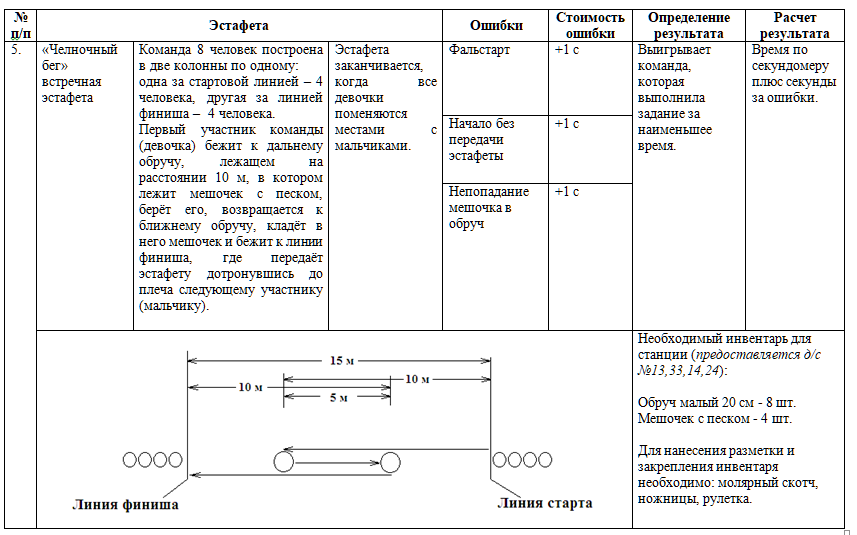 №
п/п
Эстафета
Ошибки
Стоимость
ошибки
Определение
результата
Расчет
результата
5.
«Челночный
бег»
встречная
эстафета
Команда 8 человек построена
в две колонны по одному:
одна за стартовой линией – 4
человека, другая за линией
финиша – 4 человека.
Первый участник команды
(девочка) бежит к дальнему
обручу, лежащем на
расстоянии 10 м, в котором
лежит мешочек с песком,
берёт его, возвращается к
ближнему обручу, кладёт в
него мешочек и бежит к линии
финиша, где передаёт
эстафету дотронувшись до
плеча следующему участнику
(мальчику).
Эстафета
заканчивается,
когда все
девочки
поменяются
местами с
мальчиками.
Фальстарт
+1 с
Начало без
передачи
эстафеты
+1 с
Непопадание
мешочка в
обруч
+1 с
Выигрывает
команда,
которая
выполнила
задание за
наименьшее
время.
Время по
секундомеру
плюс секунды
за ошибки.
15 м
10 м
10 м
5 м
Линия финиша
Линия старта
Необходимый инвентарь для
станции (предоставляется д/с
№13,33,14,24):
Обруч малый 20 см - 8 шт.
Мешочек с песком - 4 шт.
Для нанесения разметки и
закрепления инвентаря
необходимо: молярный скотч,
ножницы, рулетка.